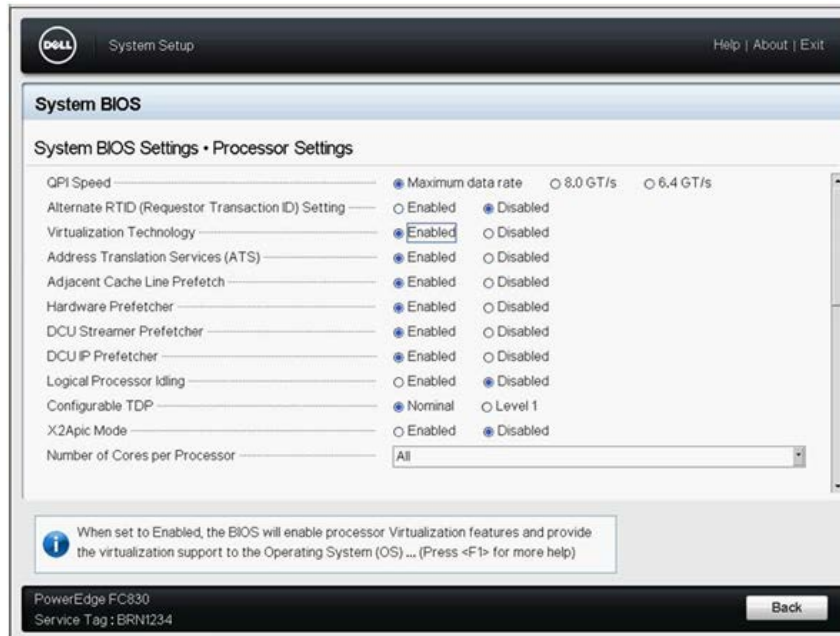 DELL System Setup Help | About | Exit
System BIOS
System BIOS Settings • Processor Settings
QPI Speed Maximum data rate 8.0 GT/s 6.4 GT/s
Alternate RTID (Requestor Transaction ID) Setting Enabled Disabled
Virtualization Technology Enabled Disabled
Address Translation Services (ATS) Enabled Disabled
Adjacent Cache Line Prefetch Enabled Disabled
Hardware Prefetcher Enabled Disabled
DCU Streamer Prefetcher Enabled Disabled
DCU IP Prefetcher Enabled Disabled
Logical Processor Idling Enabled Disabled
Configurable TDP Nominal Level 1
X2Apic Mode Enabled Disabled
Number of Cores per Processor All
When set to Enabled, the BIOS will enable processor Virtualization features and provide
the virtualization support to the Operating System (OS) ... (Press <F1> for more help)
PowerEdge FC830
Service Tag : BRN1234 Back